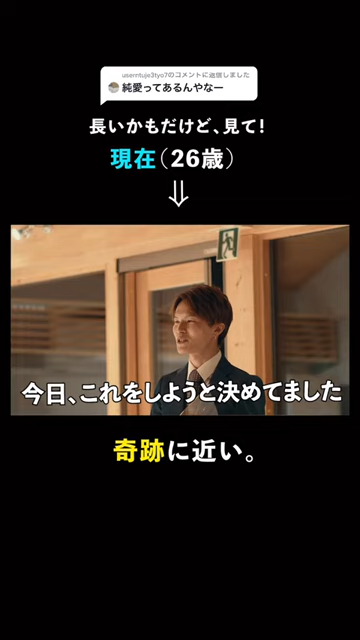 userntuje3tyo7のコメントに返信しました
純愛ってあるんやなー
長いかもだけど、見て!
現在（26歳）
⇓
今日、これをしようと決めてました
奇跡に近い。